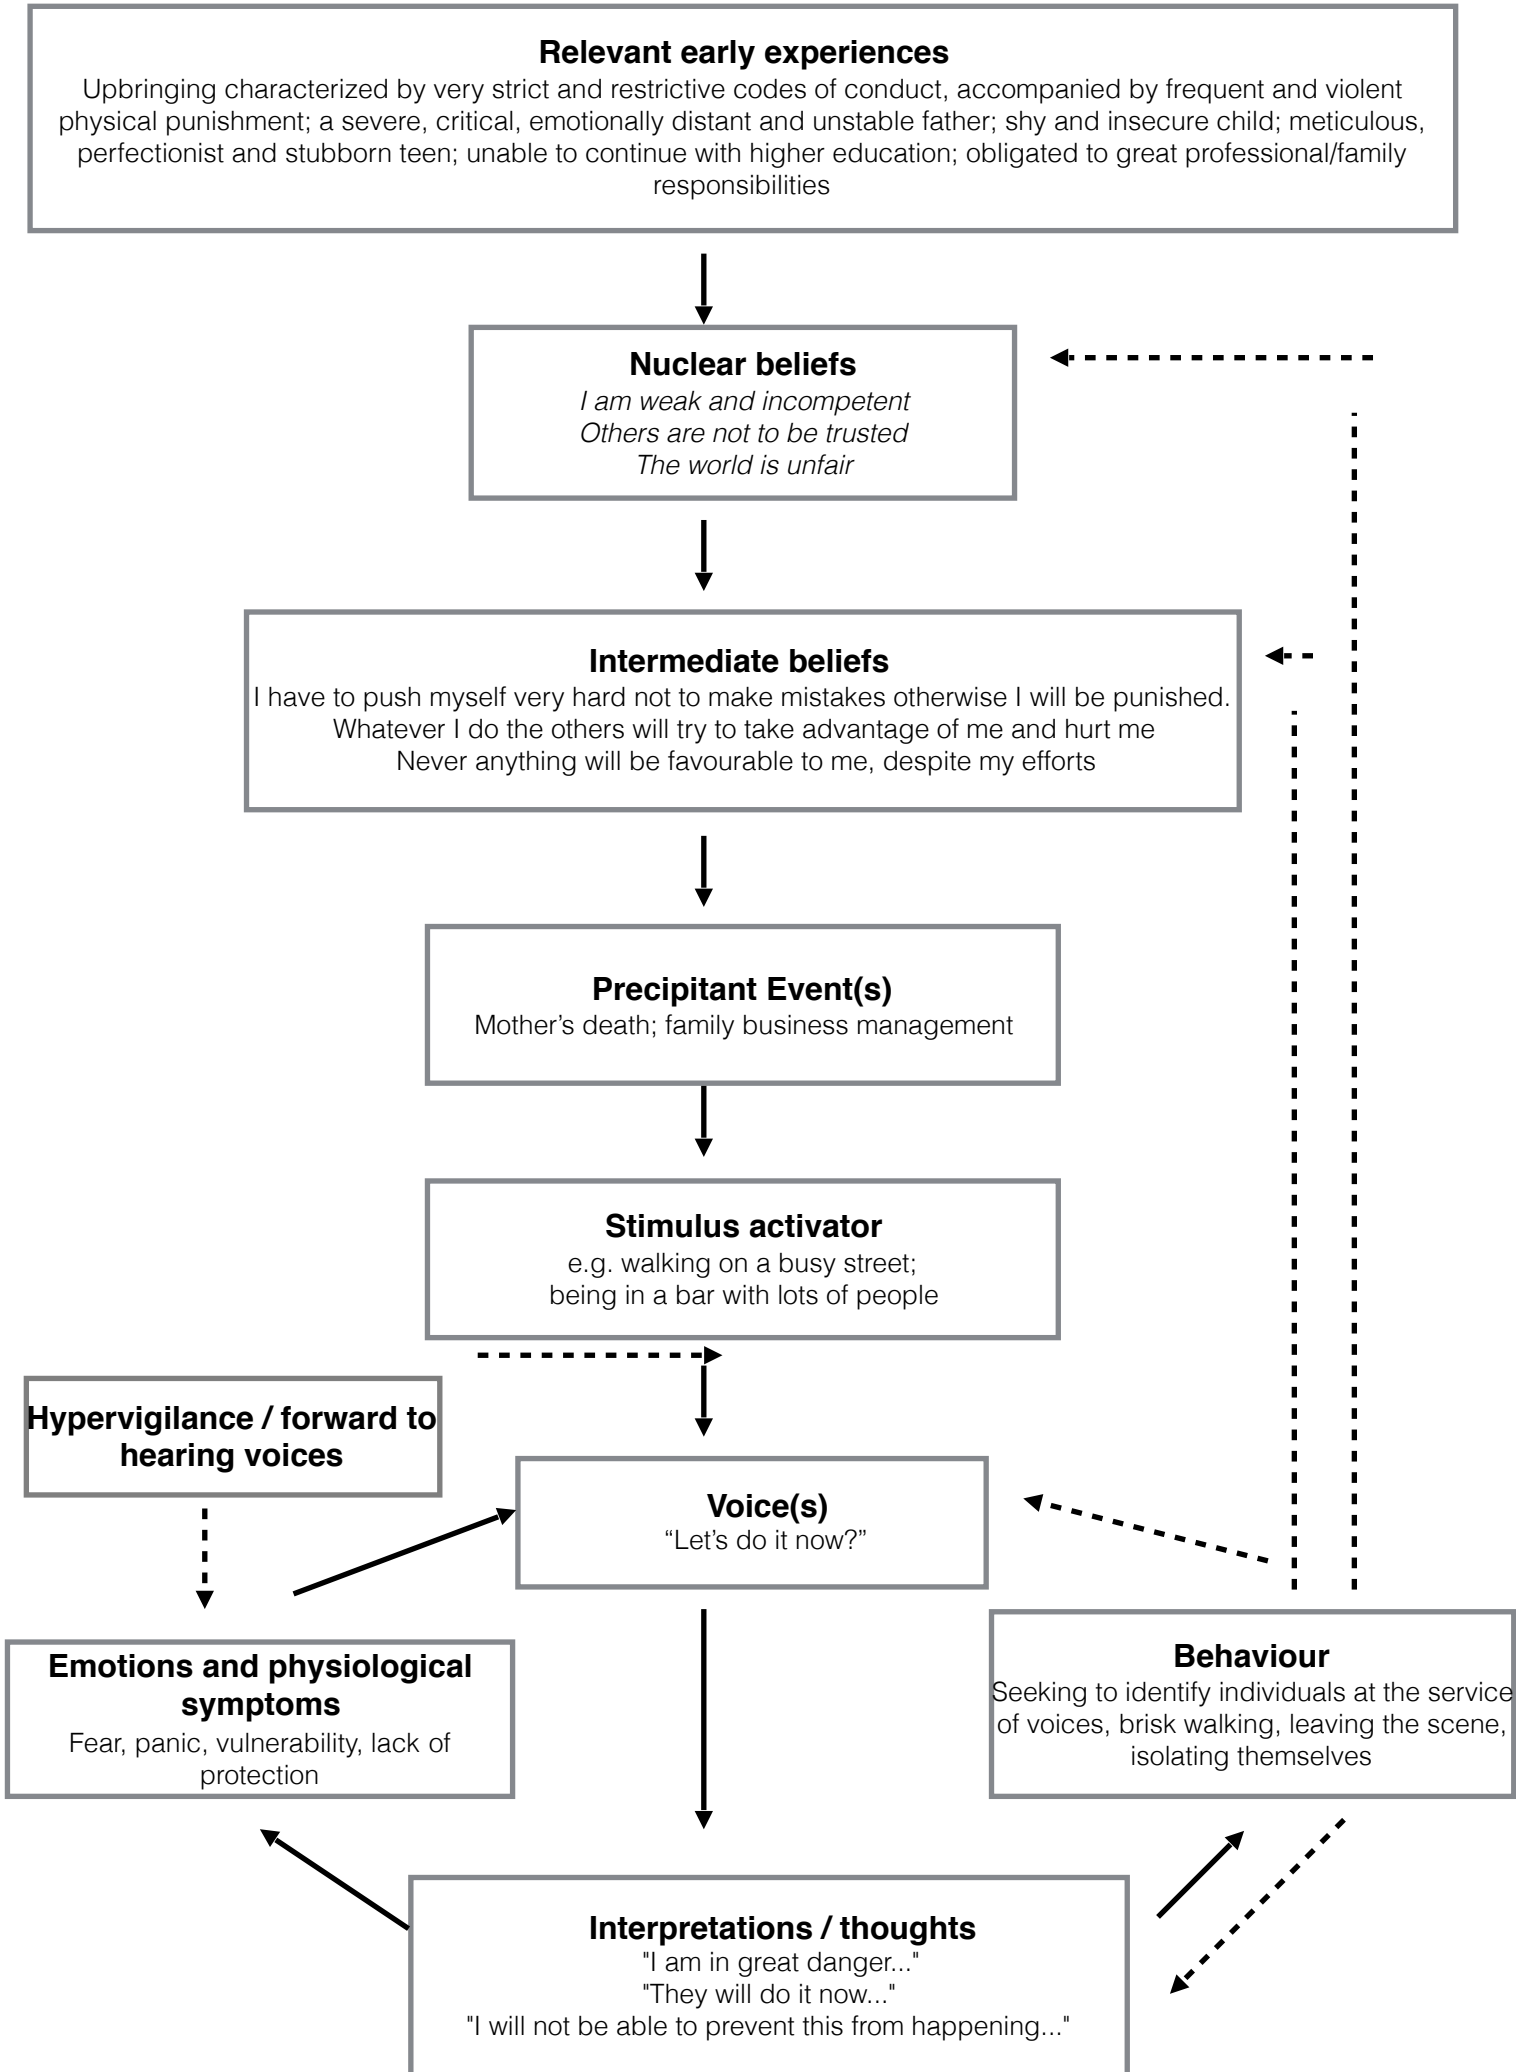 Relevant early experiences
Upbringing characterized by very strict and restrictive codes of conduct, accompanied by frequent and violent
physical punishment; a severe, critical, emotionally distant and unstable father; shy and insecure child; meticulous,
perfectionist and stubborn teen; unable to continue with higher education; obligated to great professional/family
responsibilities
Nuclear beliefs
I am weak and incompetent
Others are not to be trusted
The world is unfair
Intermediate beliefs
I have to push myself very hard not to make mistakes otherwise I will be punished.
Whatever I do the others will try to take advantage of me and hurt me
Never anything will be favourable to me, despite my efforts
Precipitant Event(s)
Mother’s death; family business management
Stimulus activator
e.g. walking on a busy street;
being in a bar with lots of people
Hypervigilance / forward to
hearing voices
Voice(s)
“Let’s do it now?”
Emotions and physiological
symptoms
Fear, panic, vulnerability, lack of
protection
Behaviour
Seeking to identify individuals at the service
of voices, brisk walking, leaving the scene,
isolating themselves
Interpretations / thoughts
"I am in great danger..."
"They will do it now..."
"I will not be able to prevent this from happening..."